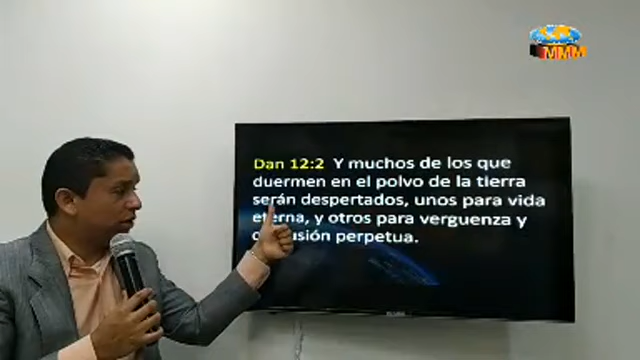 MMM
Dan 12:2 Y muchos de los que
duermen en el polvo de la tierra
serán despertados, unos para vida
eterna, y otros para verguenza y
usión perpetua.